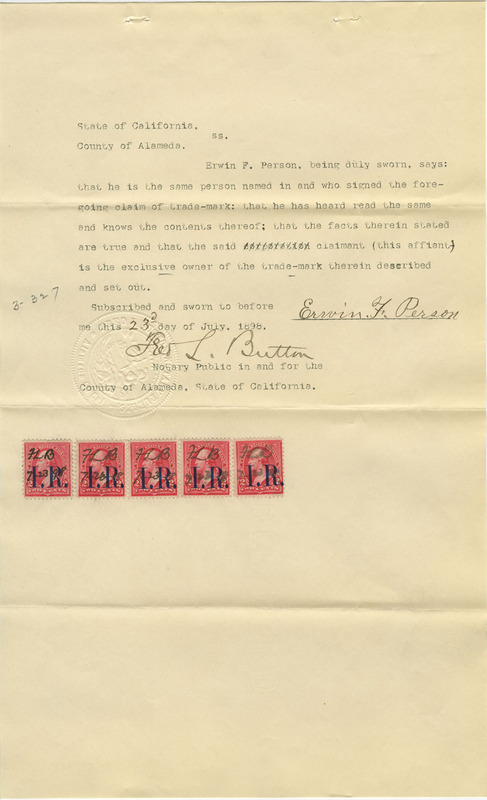 State of California,
ss.
County of Alameda.
Erwin F. Person, being duly sworn, says:
that he is the same person named in and who signed the fore-
going claim of trade-mark; that he has heard read the same
and knows the contents thereof; that the facts therein stated
are true and that the said claimant (this affiant)
is the exclusive owner of the trade-mark therein described
and set out.
3-327
Subscribed and sworn to before
Erwin. F. Person
me this 23d day of July, 1898.
Fred L. Button
Notary Public in and for the
County of Alameda, State of California.
I.R. I.R. I.R. I.R. I.R.